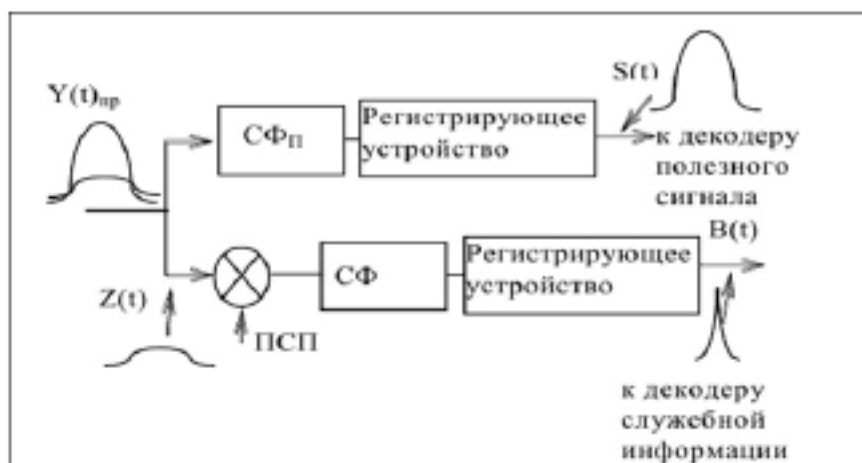 Y(t)пр
СФп
Регистрирующее
устройство
S(t)
к декодеру
полезного
сигнала
B(t)
Z(t)
ПСП
СФ
Регистрирующее
устройство
к декодеру
служебной
информации